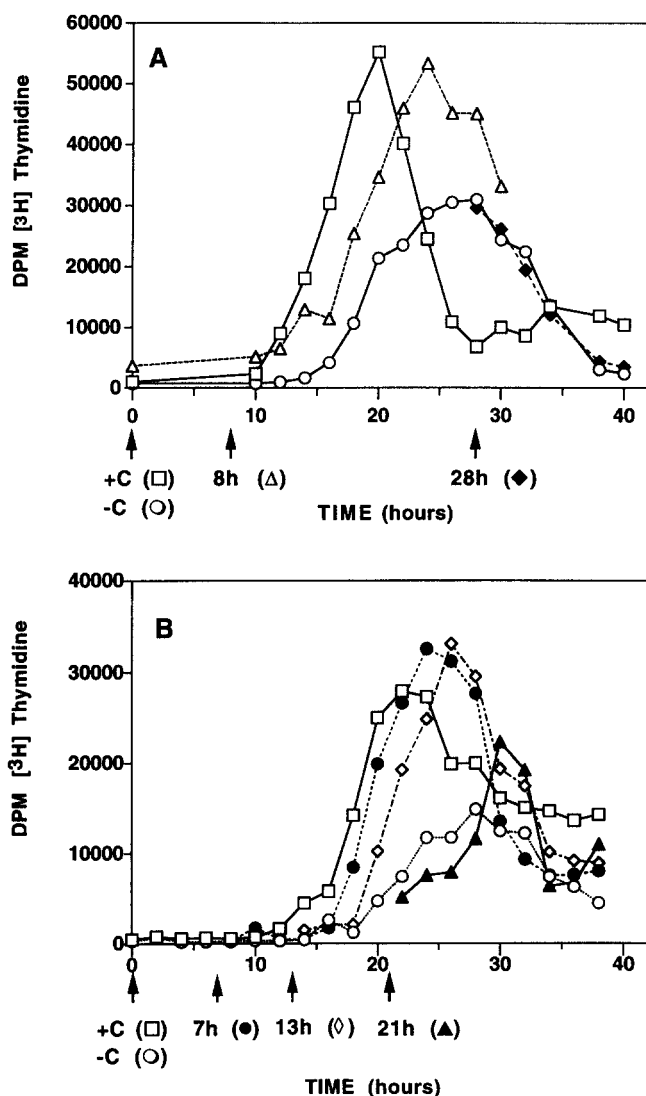 A
DPM [3H] Thymidine
60000
50000
40000
30000
20000
10000
0
0 10 20 30 40
+C (□) 8h (△) 28h (◆)
-C (○) TIME (hours)
B
DPM [3H] Thymidine
40000
30000
20000
10000
0
0 10 20 30 40
+C (□) 7h (●) 13h (◊) 21h (▲)
-C (○)
TIME (hours)